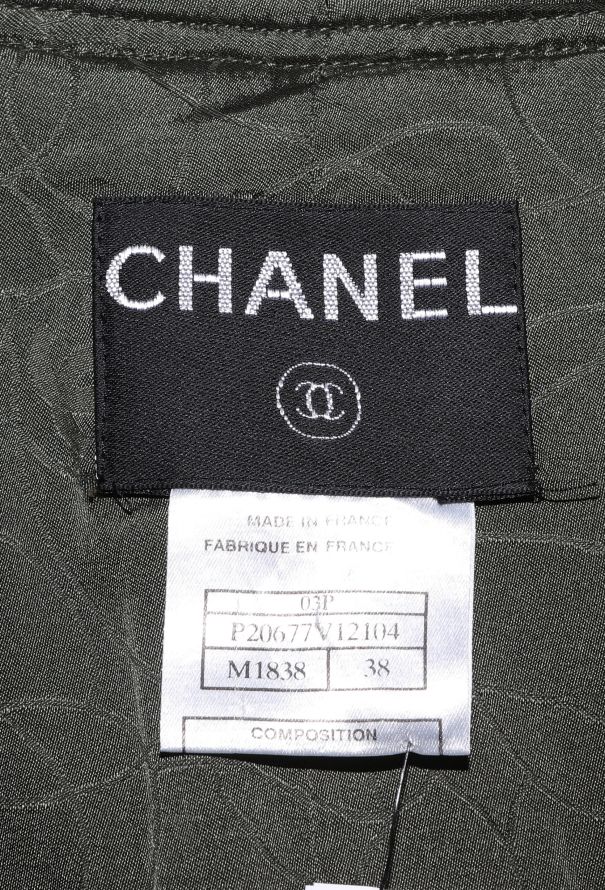 CHANEL
MADE IN FRANCE
FABRIQUE EN FRANCE
03P
P20677V12104
M1838 38
COMPOSITION